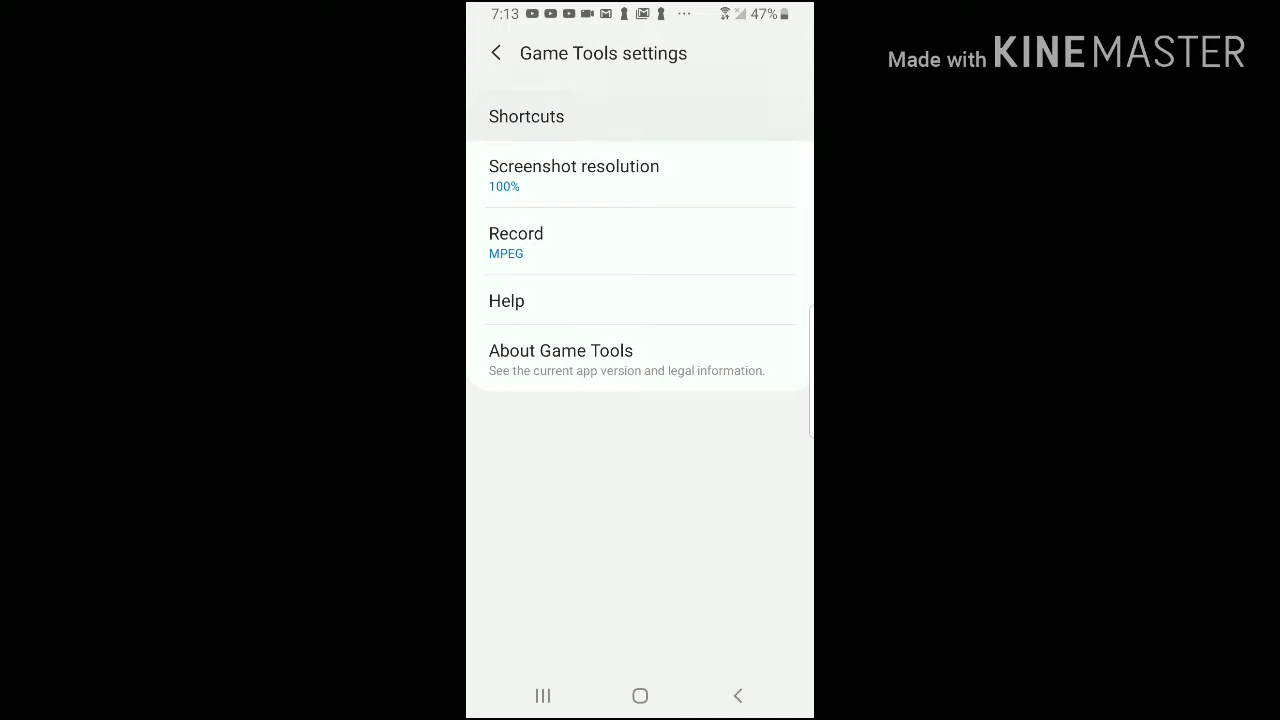 7:13 47%
Made with KINEMASTER
Game Tools settings
Shortcuts
Screenshot resolution
100%
Record
MPEG
Help
About Game Tools
See the current app version and legal information.